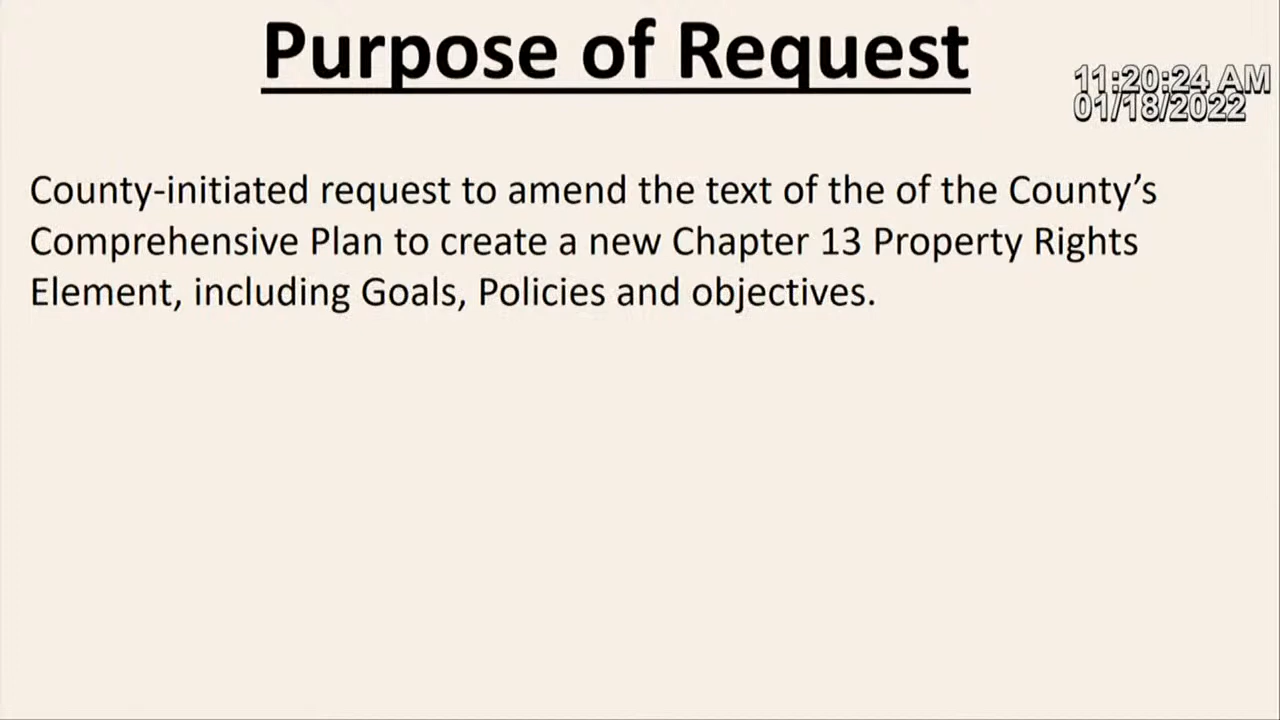 Purpose of Request
11:20:24 AM
01/18/2022
County-initiated request to amend the text of the of the County’s
Comprehensive Plan to create a new Chapter 13 Property Rights
Element, including Goals, Policies and objectives.